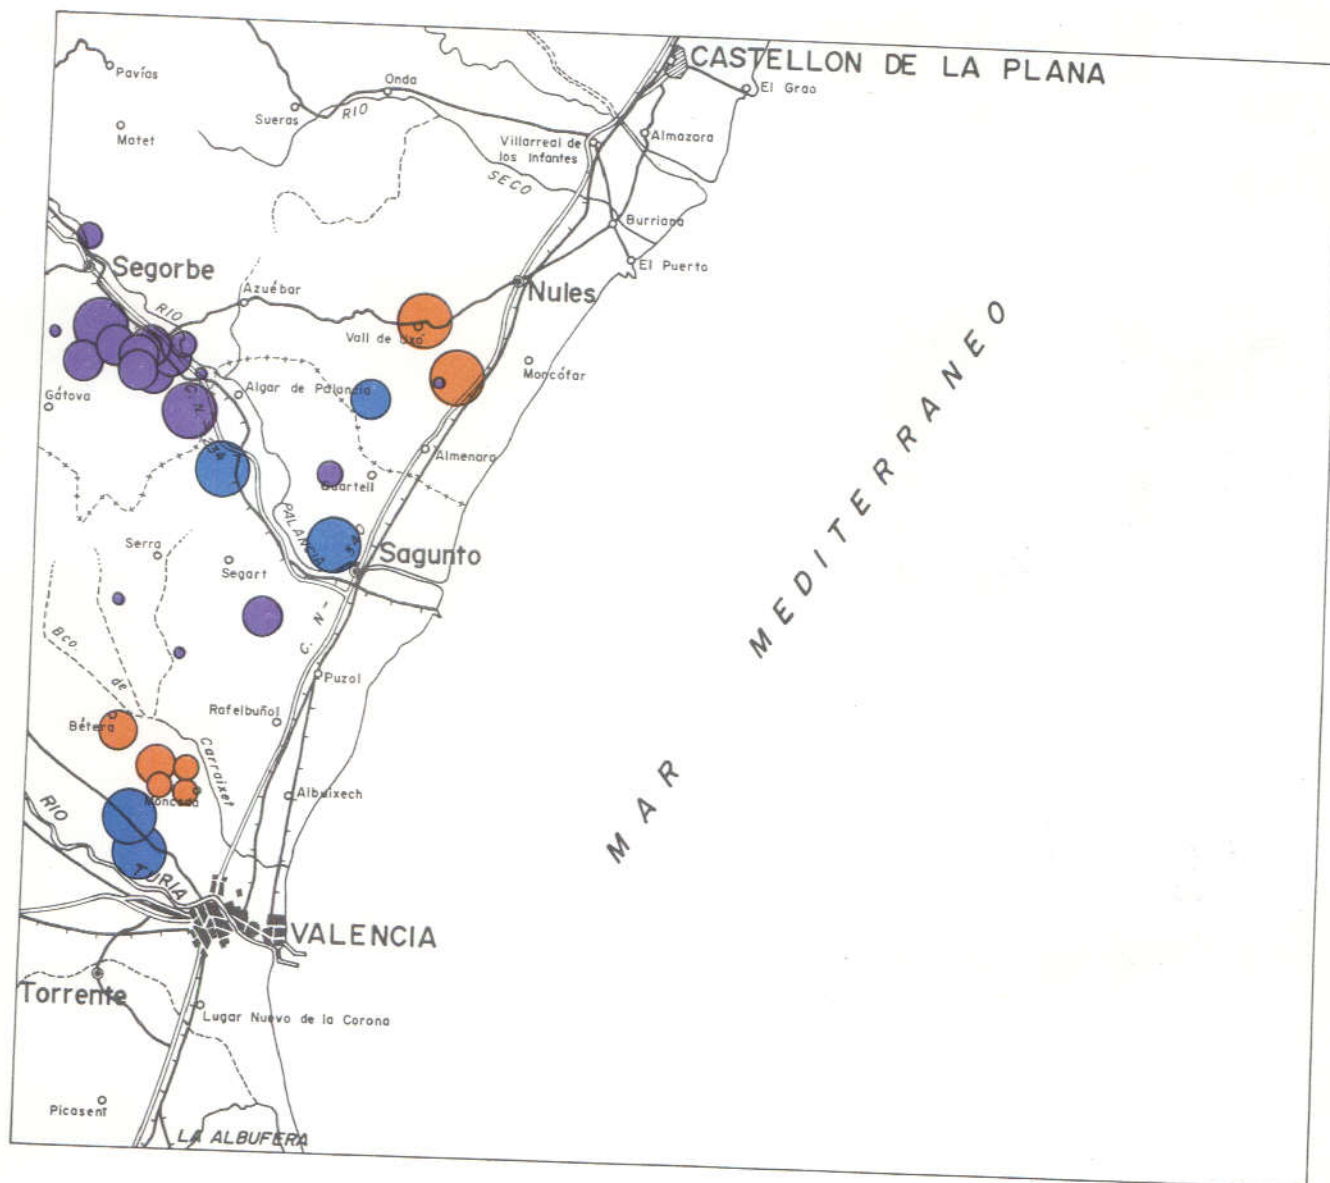 CASTELLON DE LA PLANA
Pavías
Onda
El Grao
Sueras
RIO
Matet
Villarreal de
los Infantes
Almazora
SECO
Burriana
El Puerto
Segorbe
Azuébar
Nules
RIO
Vall de Uxó
Moncófar
Gátova
Algar de Palancia
C. N. - 234
Almenara
Quartell
PALANCIA
Serra
Segart
Sagunto
C. N. -
Bco.
de
Puzol
Rafelbuñol
Bétera
Carraixet
Moncada
Albuixech
RIO
TURIA
VALENCIA
Torrente
Lugar Nuevo de la Corona
Picasent
LA ALBUFERA
MAR MEDITERRANEO